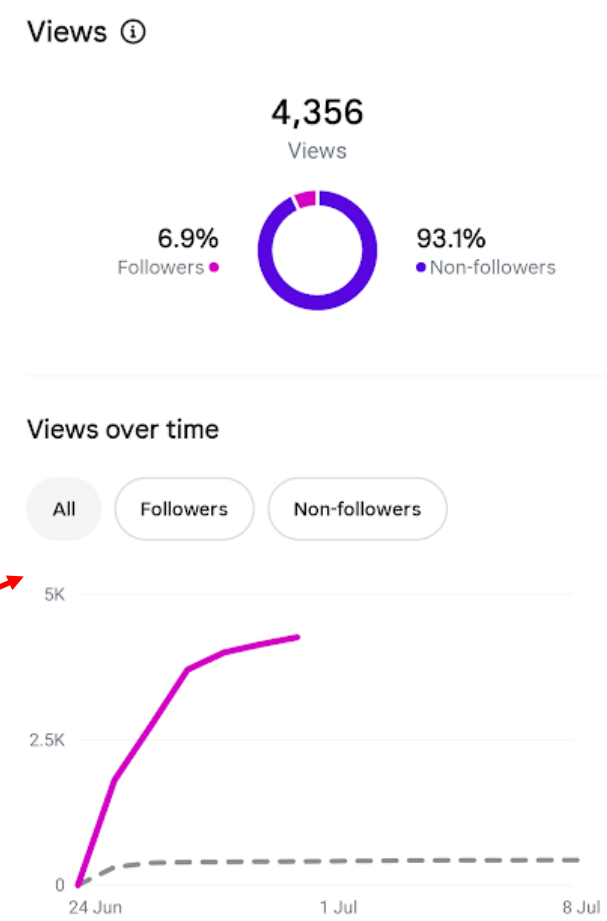 Views
4,356
Views
6.9%
Followers
93.1%
Non-followers
Views over time
All
Followers
Non-followers
5K
2.5K
0
24 Jun
1 Jul
8 Jul